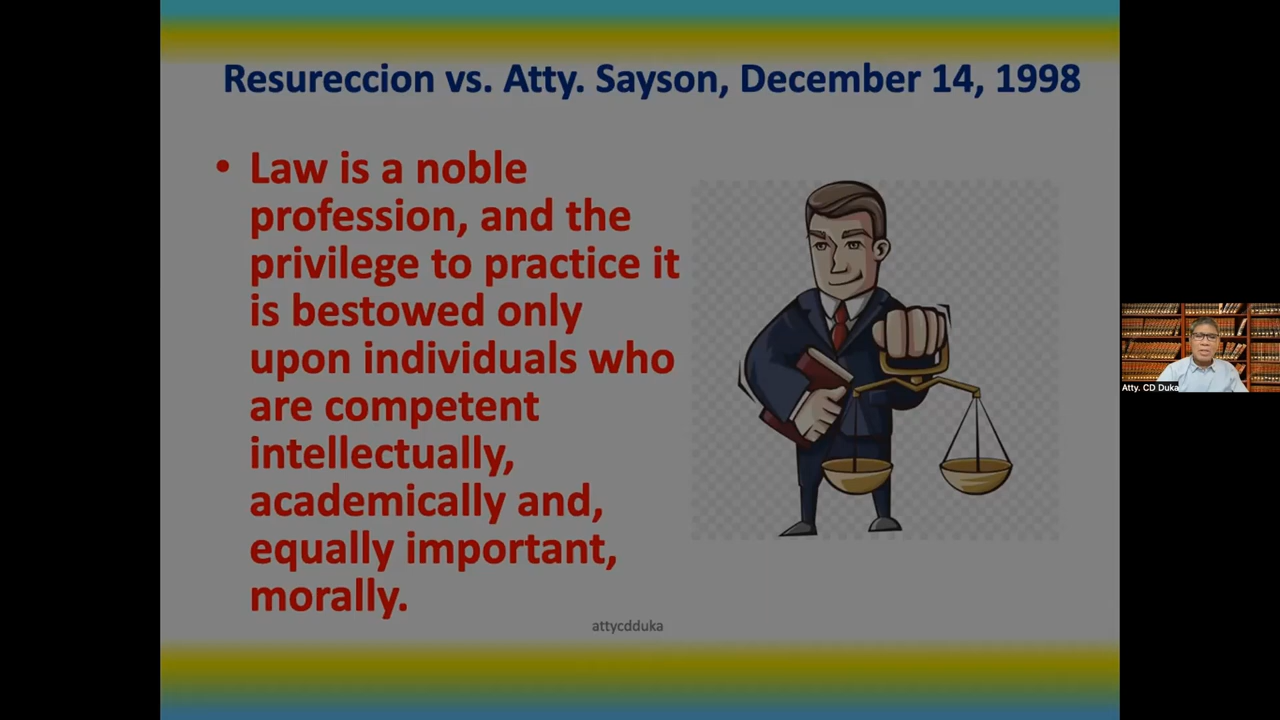 Resureccion vs. Atty. Sayson, December 14, 1998
• Law is a noble
profession, and the
privilege to practice it
is bestowed only
upon individuals who
are competent
intellectually,
academically and,
equally important,
morally.
attycdduka
Atty. CD Duka